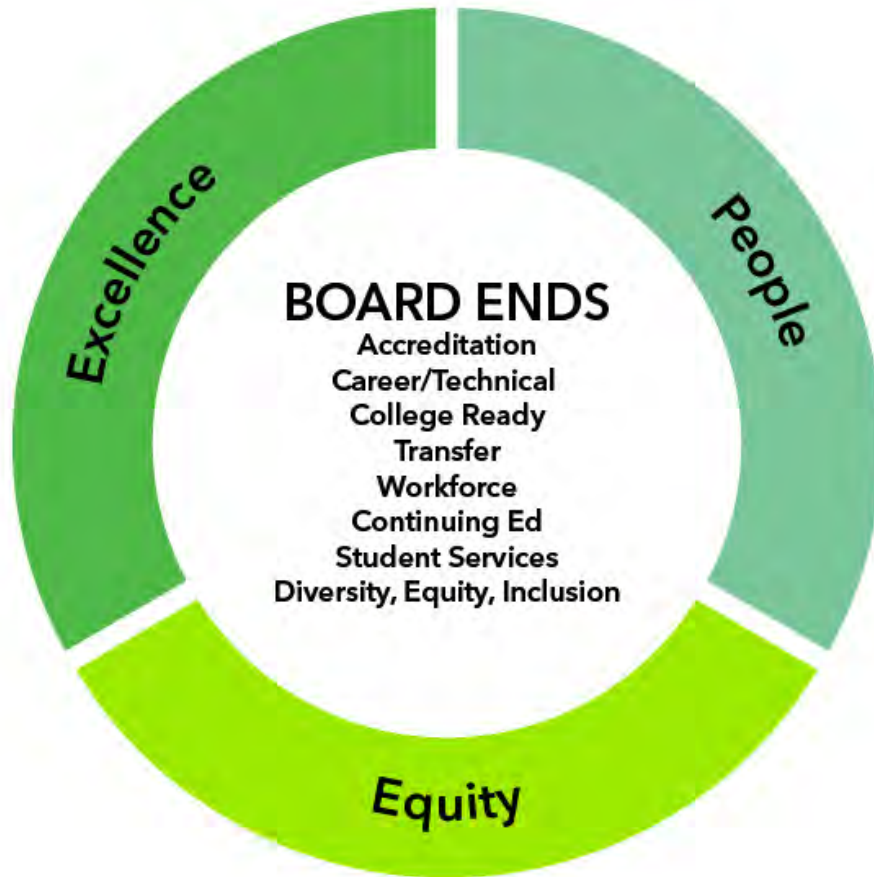 Excellence
People
BOARD ENDS
Accreditation
Career/Technical
College Ready
Transfer
Workforce
Continuing Ed
Student Services
Diversity, Equity, Inclusion
Equity